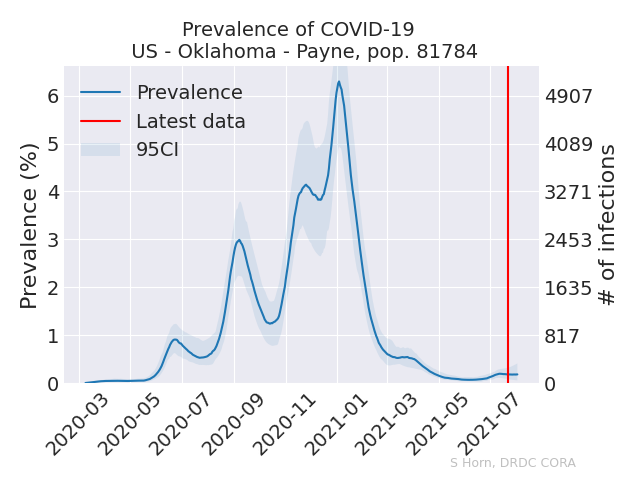 Prevalence of COVID-19
US - Oklahoma - Payne, pop. 81784
Prevalence
Latest data
95CI
Prevalence (%)
6
5
4
3
2
1
0
4907
4089
3271
2453
1635
817
0
# of infections
2020-03
2020-05
2020-07
2020-09
2020-11
2021-01
2021-03
2021-05
2021-07
S Horn, DRDC CORA